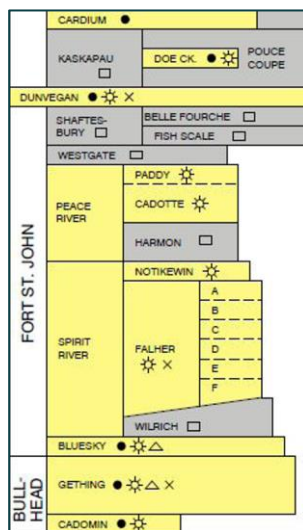 CARDIUM
KASKAPAU
DOE CK.
POUCE
COUPE
DUNVEGAN
SHAFTES-
BURY
BELLE FOURCHE
FISH SCALE
WESTGATE
FORT ST. JOHN
PEACE
RIVER
PADDY
CADOTTE
HARMON
SPIRIT
RIVER
NOTIKEWIN
FALHER
A
B
C
D
E
F
WILRICH
BLUESKY
BULL-
HEAD
GETHING
CADOMIN